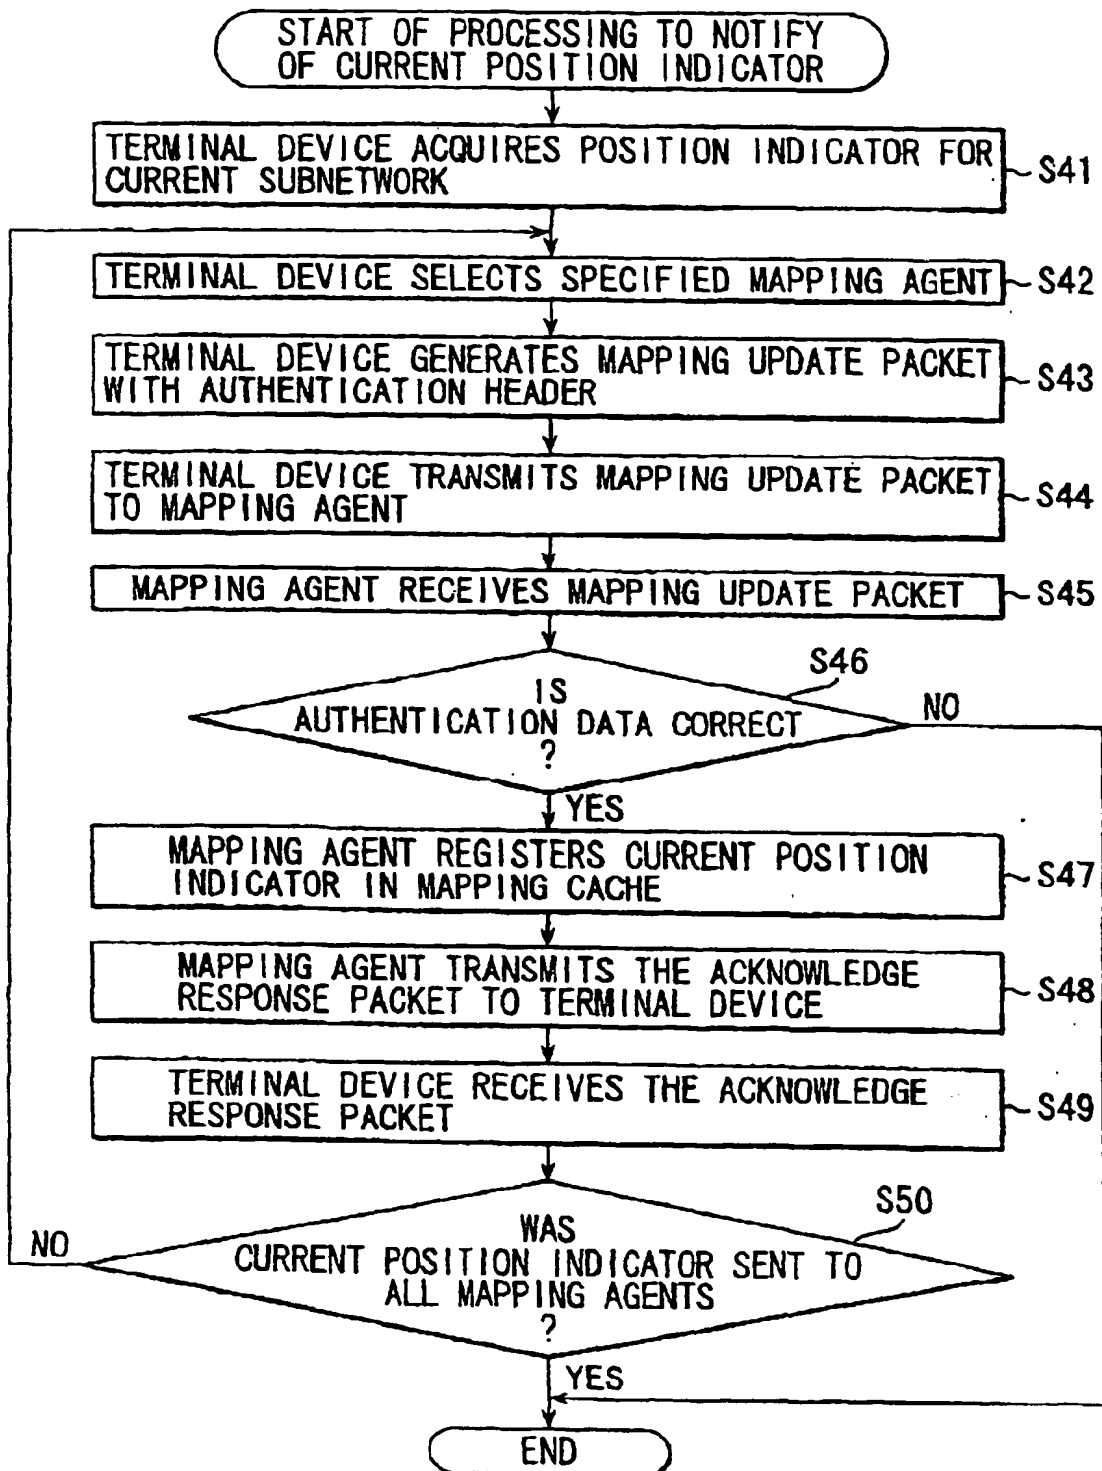 START OF PROCESSING TO NOTIFY
OF CURRENT POSITION INDICATOR
TERMINAL DEVICE ACQUIRES POSITION INDICATOR FOR
CURRENT SUBNETWORK
S41
TERMINAL DEVICE SELECTS SPECIFIED MAPPING AGENT
S42
TERMINAL DEVICE GENERATES MAPPING UPDATE PACKET
WITH AUTHENTICATION HEADER
S43
TERMINAL DEVICE TRANSMITS MAPPING UPDATE PACKET
TO MAPPING AGENT
S44
MAPPING AGENT RECEIVES MAPPING UPDATE PACKET
S45
S46
IS
AUTHENTICATION DATA CORRECT
?
NO
YES
MAPPING AGENT REGISTERS CURRENT POSITION
INDICATOR IN MAPPING CACHE
S47
MAPPING AGENT TRANSMITS THE ACKNOWLEDGE
RESPONSE PACKET TO TERMINAL DEVICE
S48
TERMINAL DEVICE RECEIVES THE ACKNOWLEDGE
RESPONSE PACKET
S49
S50
NO
WAS
CURRENT POSITION INDICATOR SENT TO
ALL MAPPING AGENTS
?
YES
END